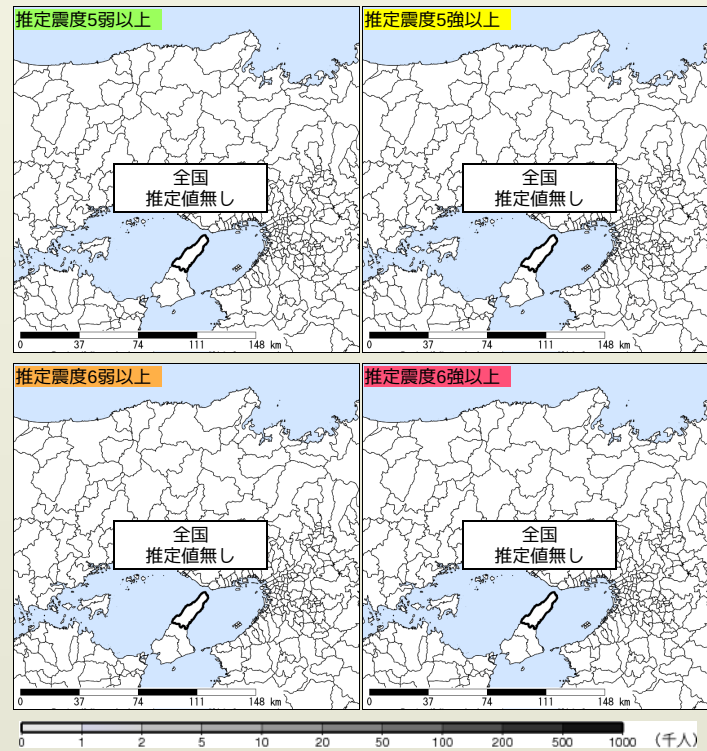 推定震度5弱以上
全国
推定値無し
0 37 74 111 148 km
推定震度5強以上
全国
推定値無し
0 37 74 111 148 km
推定震度6弱以上
全国
推定値無し
0 37 74 111 148 km
推定震度6強以上
全国
推定値無し
0 37 74 111 148 km
0 1 2 5 10 20 50 100 200 500 1000 (千人)